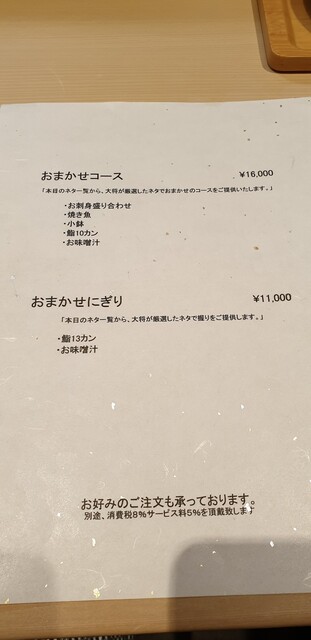 おまかせコース ¥16,000
「本日のネタ一覧から、大将が厳選したネタでおまかせのコースをご提供いたします。」
・お刺身盛り合わせ
・焼き魚
・小鉢
・鮨10カン
・お味噌汁
おまかせにぎり ¥11,000
「本日のネタ一覧から、大将が厳選したネタで握りをご提供します。」
・鮨13カン
・お味噌汁
お好みのご注文も承っております。
別途、消費税8%サービス料5%を頂戴致します